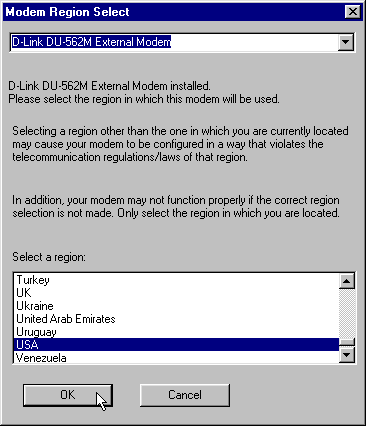 Modem Region Select
D-Link DU-562M External Modem
D-Link DU-562M External Modem installed.
Please select the region in which this modem will be used.
Selecting a region other than the one in which you are currently located
may cause your modem to be configured in a way that violates the
telecommunication regulations/laws of that region.
In addition, your modem may not function properly if the correct region
selection is not made. Only select the region in which you are located.
Select a region:
Turkey
UK
Ukraine
United Arab Emirates
Uruguay
USA
Venezuela
OK
Cancel